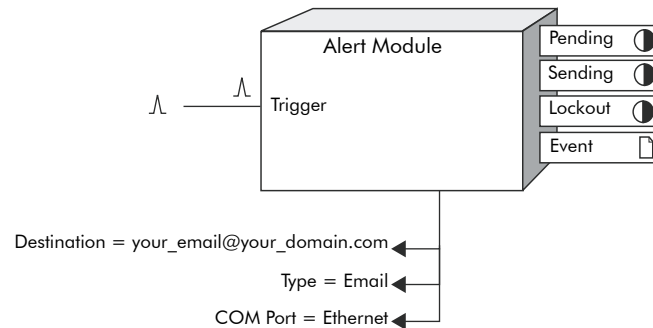 Alert Module
Trigger
Pending
Sending
Lockout
Event
Destination = your_email@your_domain.com
Type = Email
COM Port = Ethernet